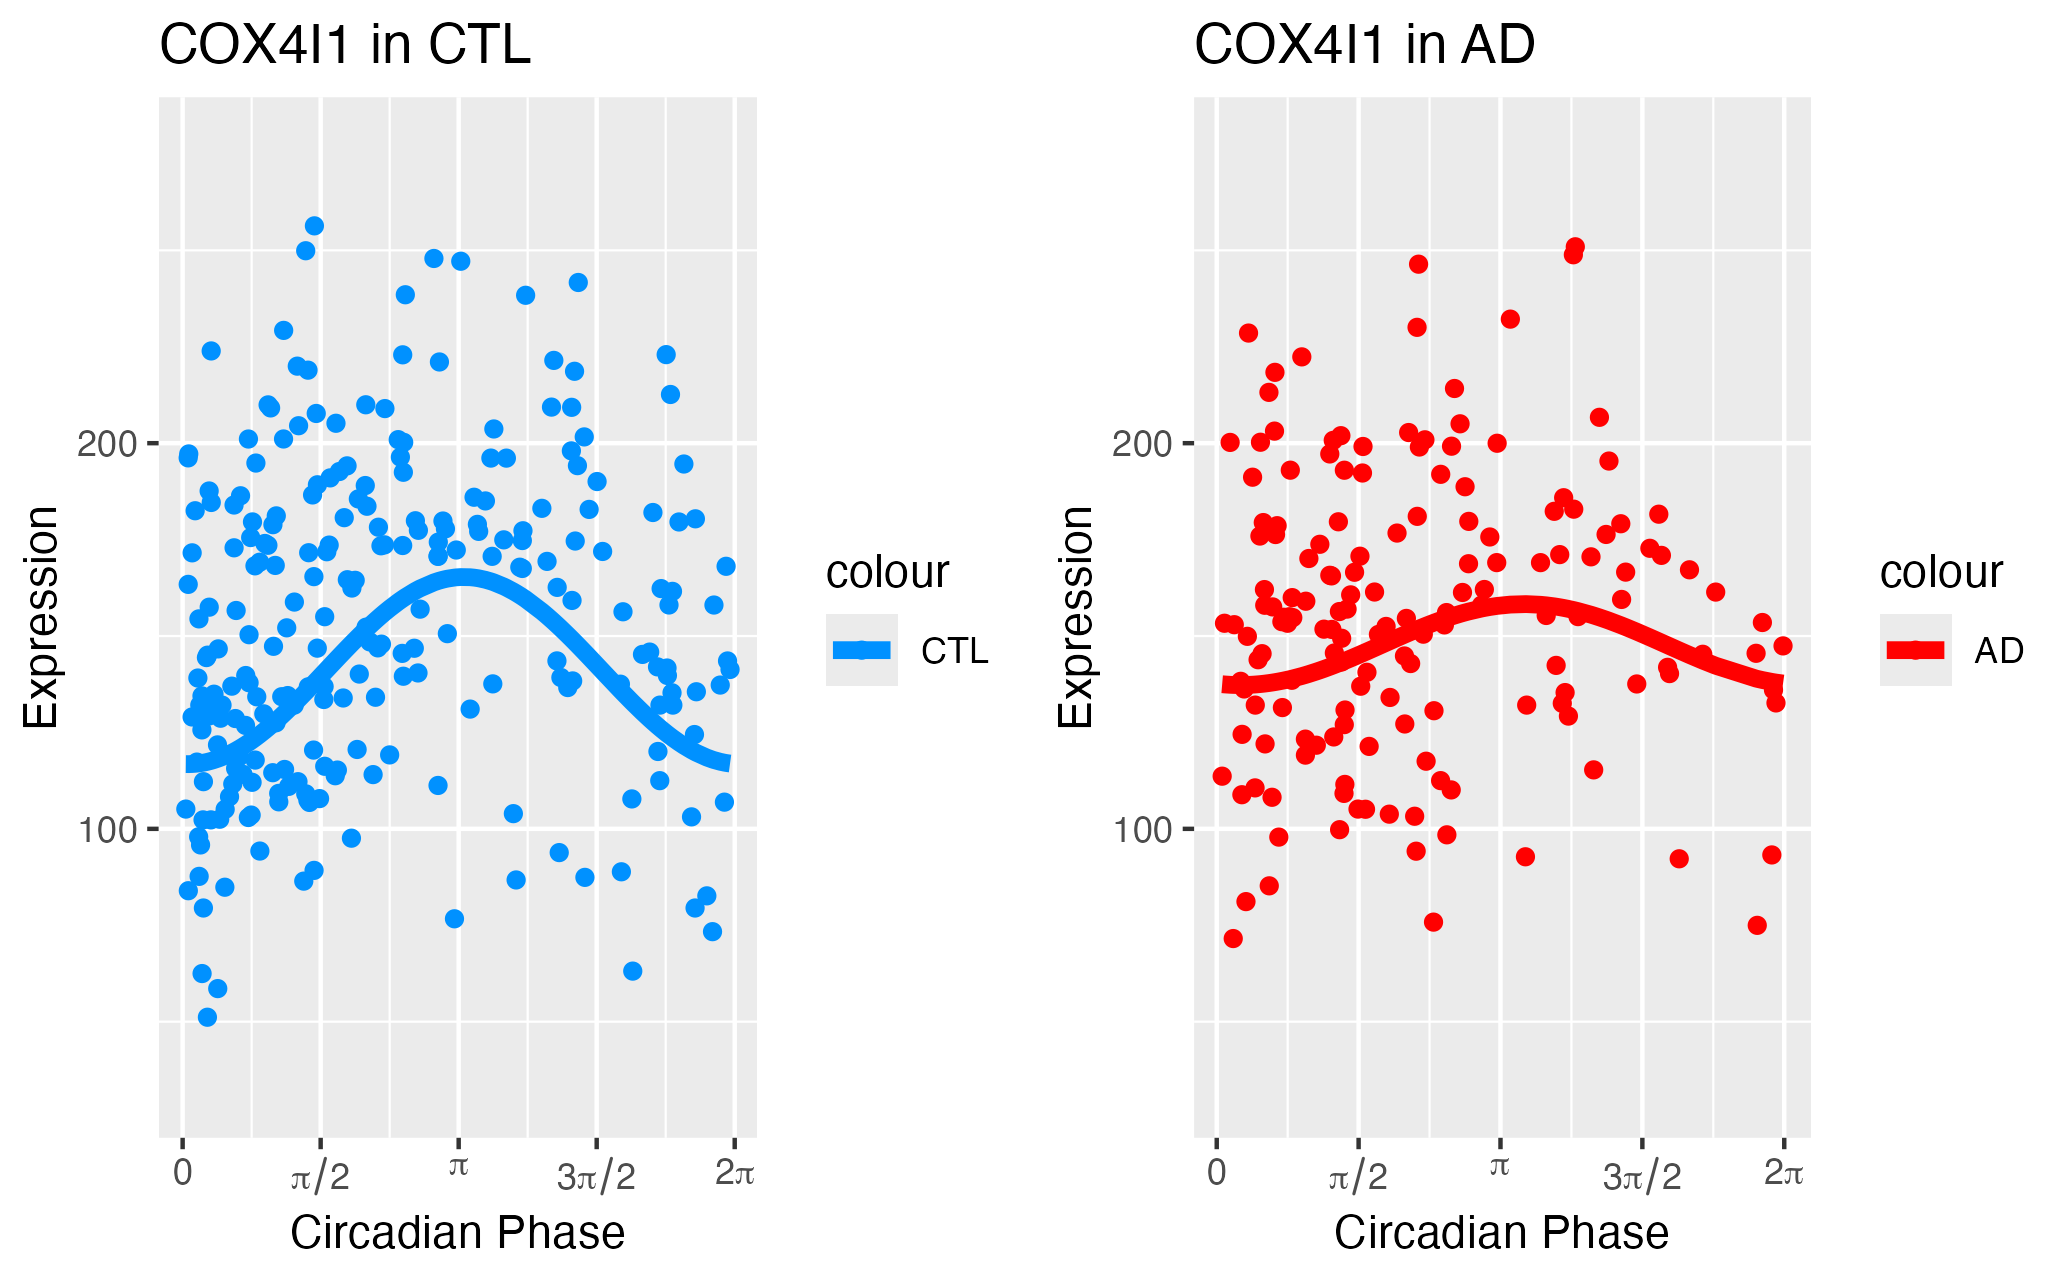 COX4I1 in CTL
200
100
Expression
0 π/2 π 3π/2 2π
Circadian Phase
colour
CTL
COX4I1 in AD
200
100
Expression
0 π/2 π 3π/2 2π
Circadian Phase
colour
AD